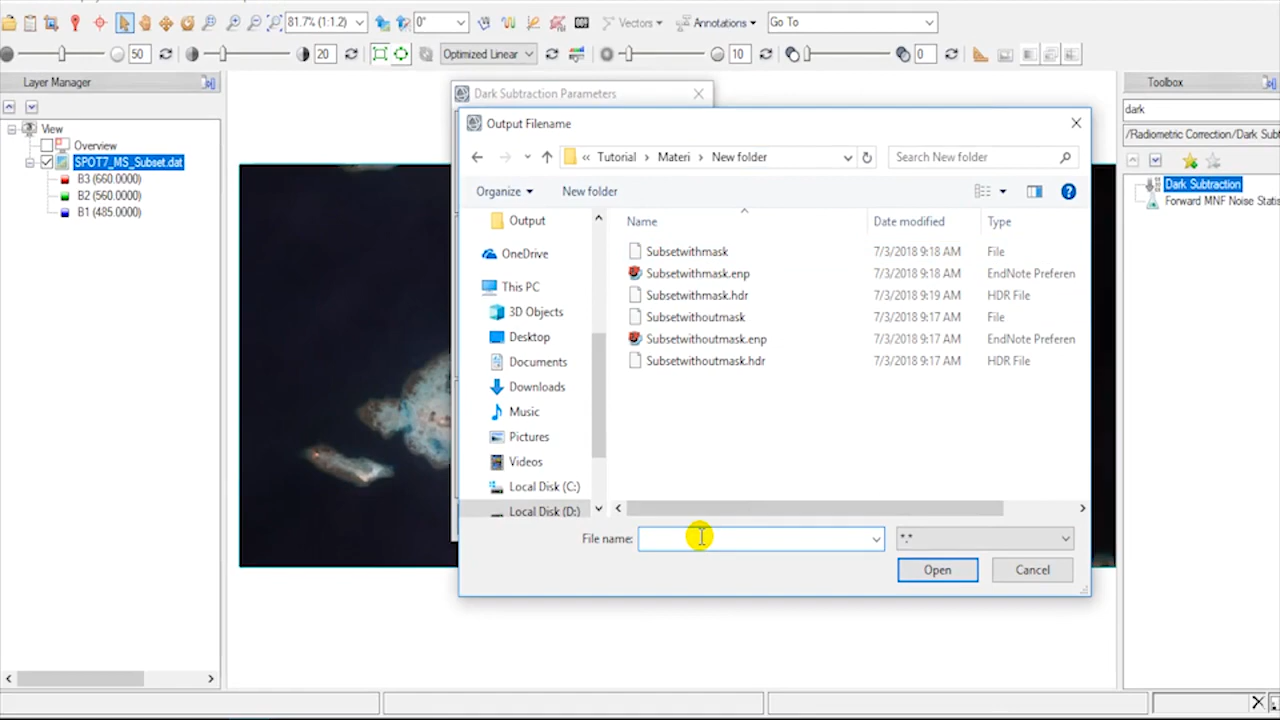 81.7% (1:1.2)
0°
Vectors
Annotations
Go To
50
20
Optimized Linear
10
0
Layer Manager
View
Overview
SPOT7_MS_Subset.dat
B3 (660.0000)
B2 (560.0000)
B1 (485.0000)
Dark Subtraction Parameters
Output Filename
« Tutorial > Materi > New folder
Search New folder
Organize
New folder
Output
OneDrive
This PC
3D Objects
Desktop
Documents
Downloads
Music
Pictures
Videos
Local Disk (C:)
Local Disk (D:)
Name Date modified Type
Subsetwithmask 7/3/2018 9:18 AM File
Subsetwithmask.enp 7/3/2018 9:18 AM EndNote Preferen
Subsetwithmask.hdr 7/3/2018 9:19 AM HDR File
Subsetwithoutmask 7/3/2018 9:17 AM File
Subsetwithoutmask.enp 7/3/2018 9:17 AM EndNote Preferen
Subsetwithoutmask.hdr 7/3/2018 9:17 AM HDR File
File name:
*.*
Open
Cancel
Toolbox
dark
/Radiometric Correction/Dark Subt
Dark Subtraction
Forward MNF Noise Statis